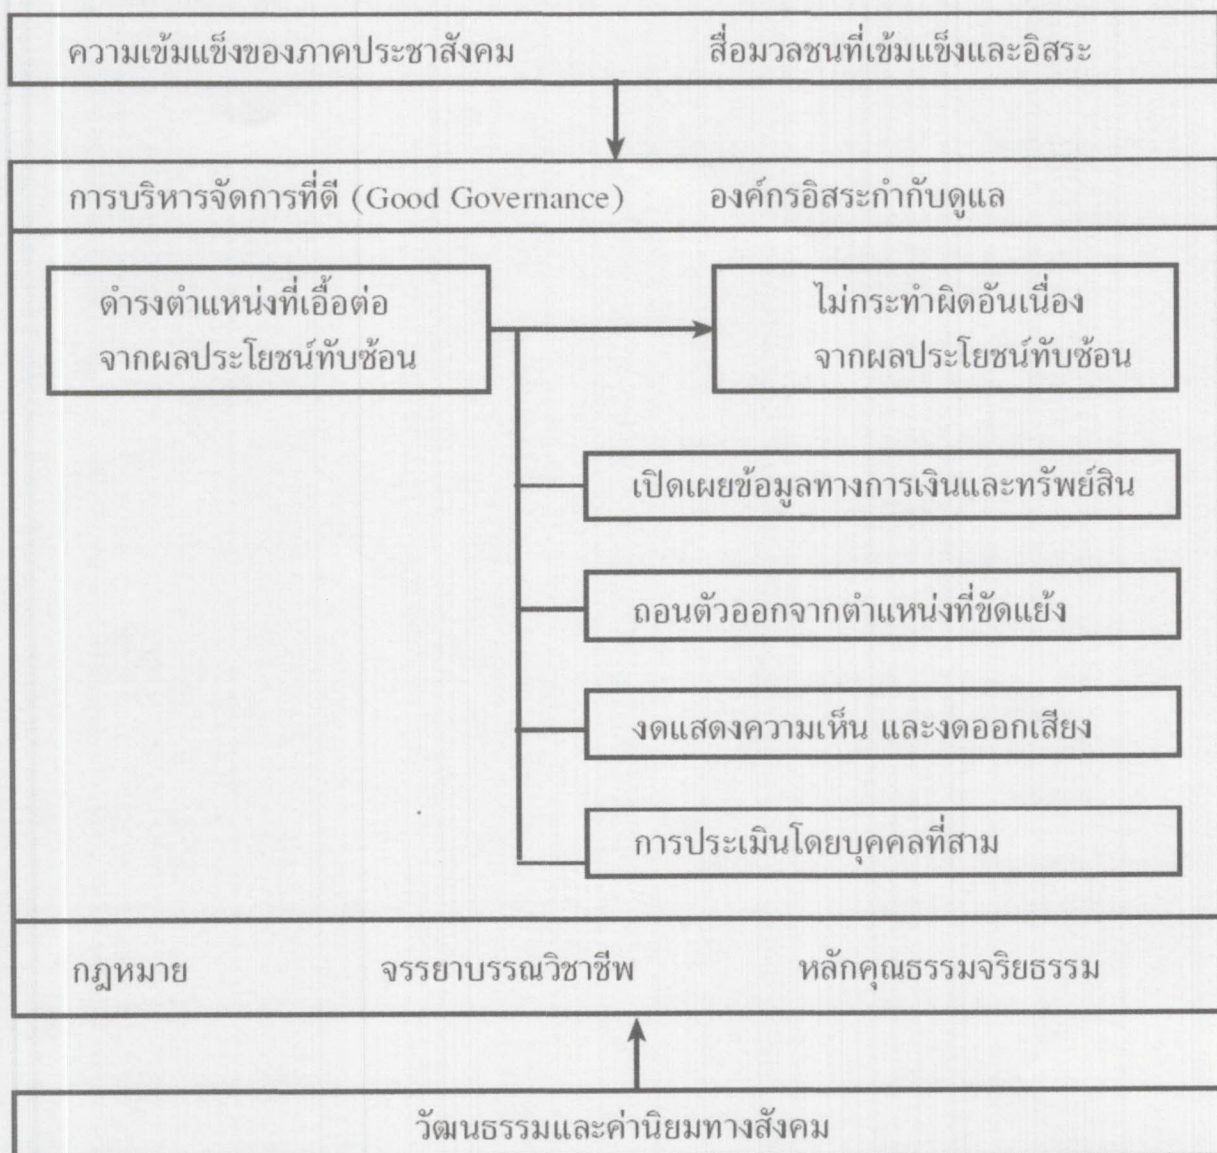 ความเข้มแข็งของภาคประชาสังคม สื่อมวลชนที่เข้มแข็งและอิสระ
การบริหารจัดการที่ดี (Good Governance) องค์กรอิสระกำกับดูแล
ดำรงตำแหน่งที่เอื้อต่อ
จากผลประโยชน์ทับซ้อน
ไม่กระทำผิดอันเนื่อง
จากผลประโยชน์ทับซ้อน
เปิดเผยข้อมูลทางการเงินและทรัพย์สิน
ถอนตัวออกจากตำแหน่งที่ขัดแย้ง
งดแสดงความเห็น และงดออกเสียง
การประเมินโดยบุคคลที่สาม
กฎหมาย จรรยาบรรณวิชาชีพ หลักคุณธรรมจริยธรรม
วัฒนธรรมและค่านิยมทางสังคม